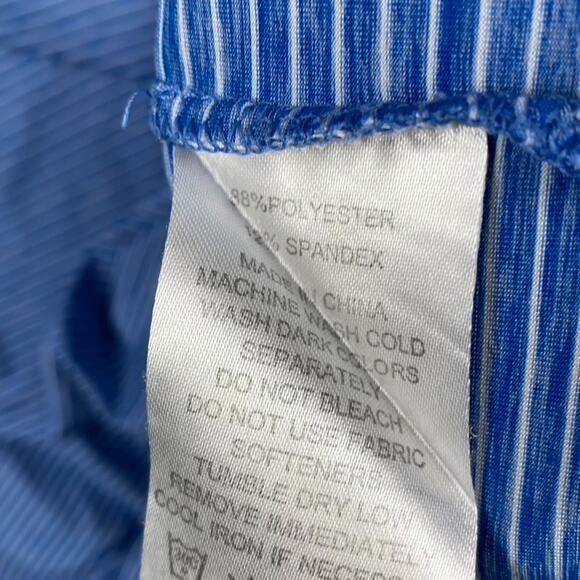 88%POLYESTER
12% SPANDEX
MADE IN CHINA
MACHINE WASH COLD
WASH DARK COLORS
SEPARATELY
DO NOT BLEACH
DO NOT USE FABRIC
SOFTENERS
TUMBLE DRY LOW
REMOVE IMMEDIATELY
COOL IRON IF NECESS